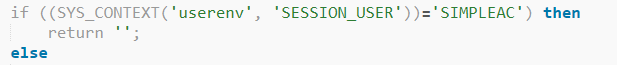 if ((SYS_CONTEXT('userenv', 'SESSION_USER'))='SIMPLEAC') then
    return '';
else